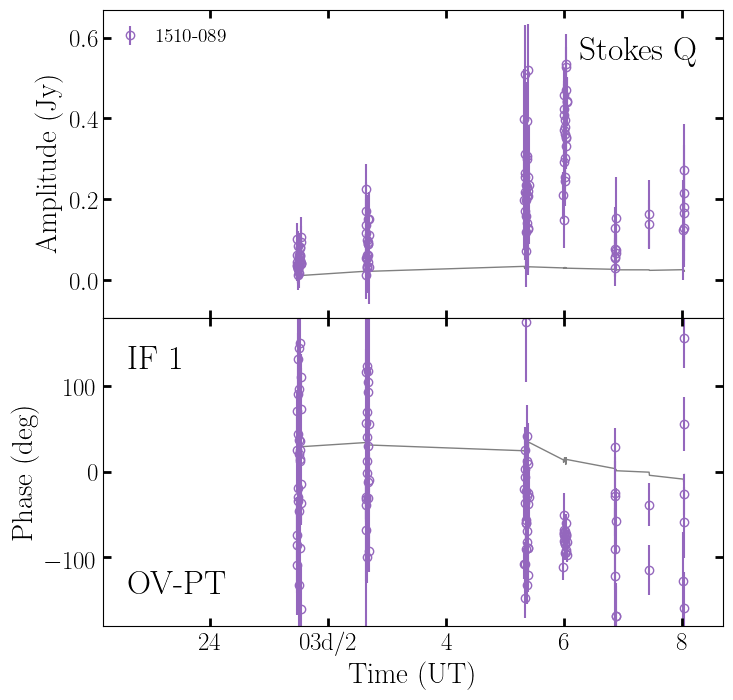 1510-089
Stokes Q
0.6
0.4
0.2
0.0
Amplitude (Jy)
IF 1
100
0
−100
Phase (deg)
OV-PT
24 03d/2 4 6 8
Time (UT)